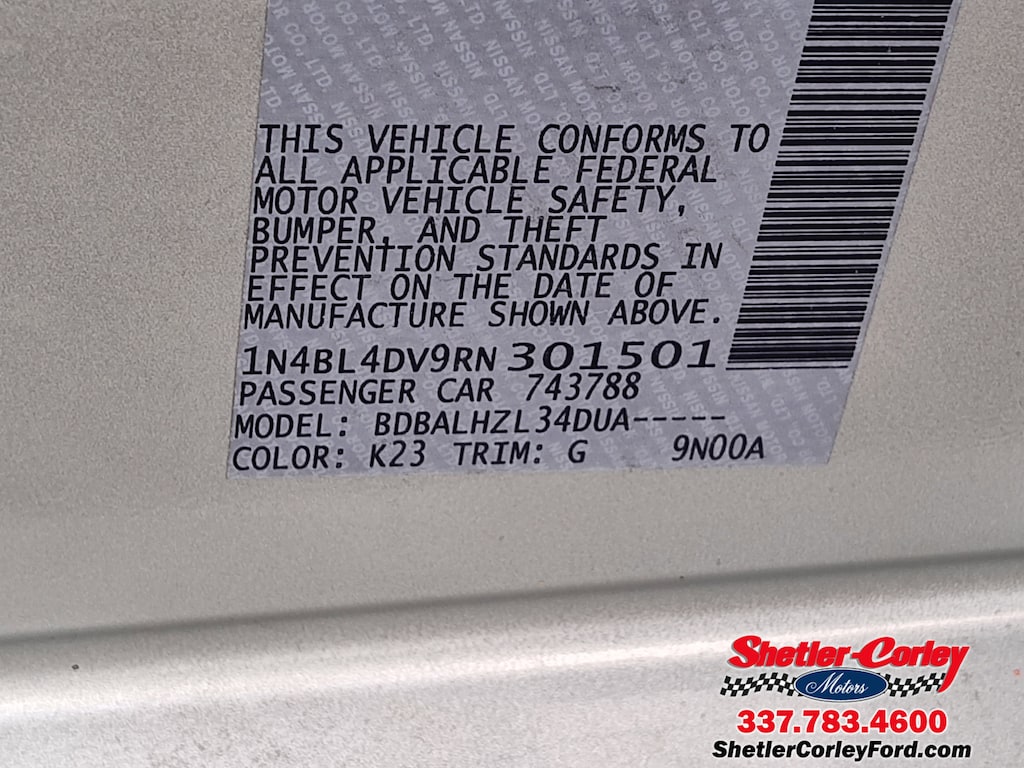 THIS VEHICLE CONFORMS TO
ALL APPLICABLE FEDERAL
MOTOR VEHICLE SAFETY,
BUMPER, AND THEFT
PREVENTION STANDARDS IN
EFFECT ON THE DATE OF
MANUFACTURE SHOWN ABOVE.
1N4BL4DV9RN 301501
PASSENGER CAR 743788
MODEL: BDBALHZL34DUA-----
COLOR: K23 TRIM: G 9N00A
Shetler-Corley
Motors
337.783.4600
ShetlerCorleyFord.com